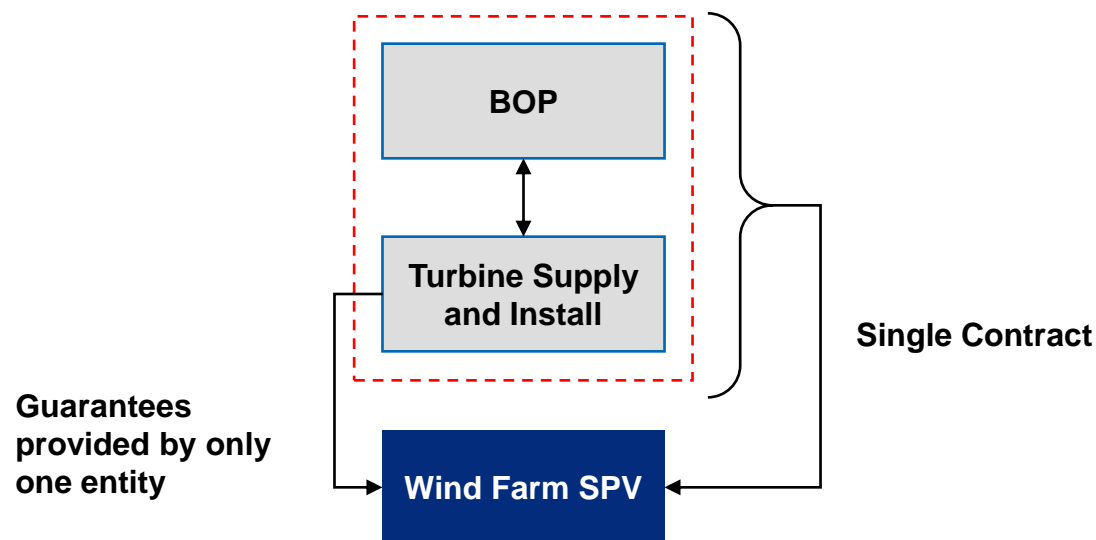 BOP
Turbine Supply
and Install
Single Contract
Guarantees
provided by only
one entity
Wind Farm SPV